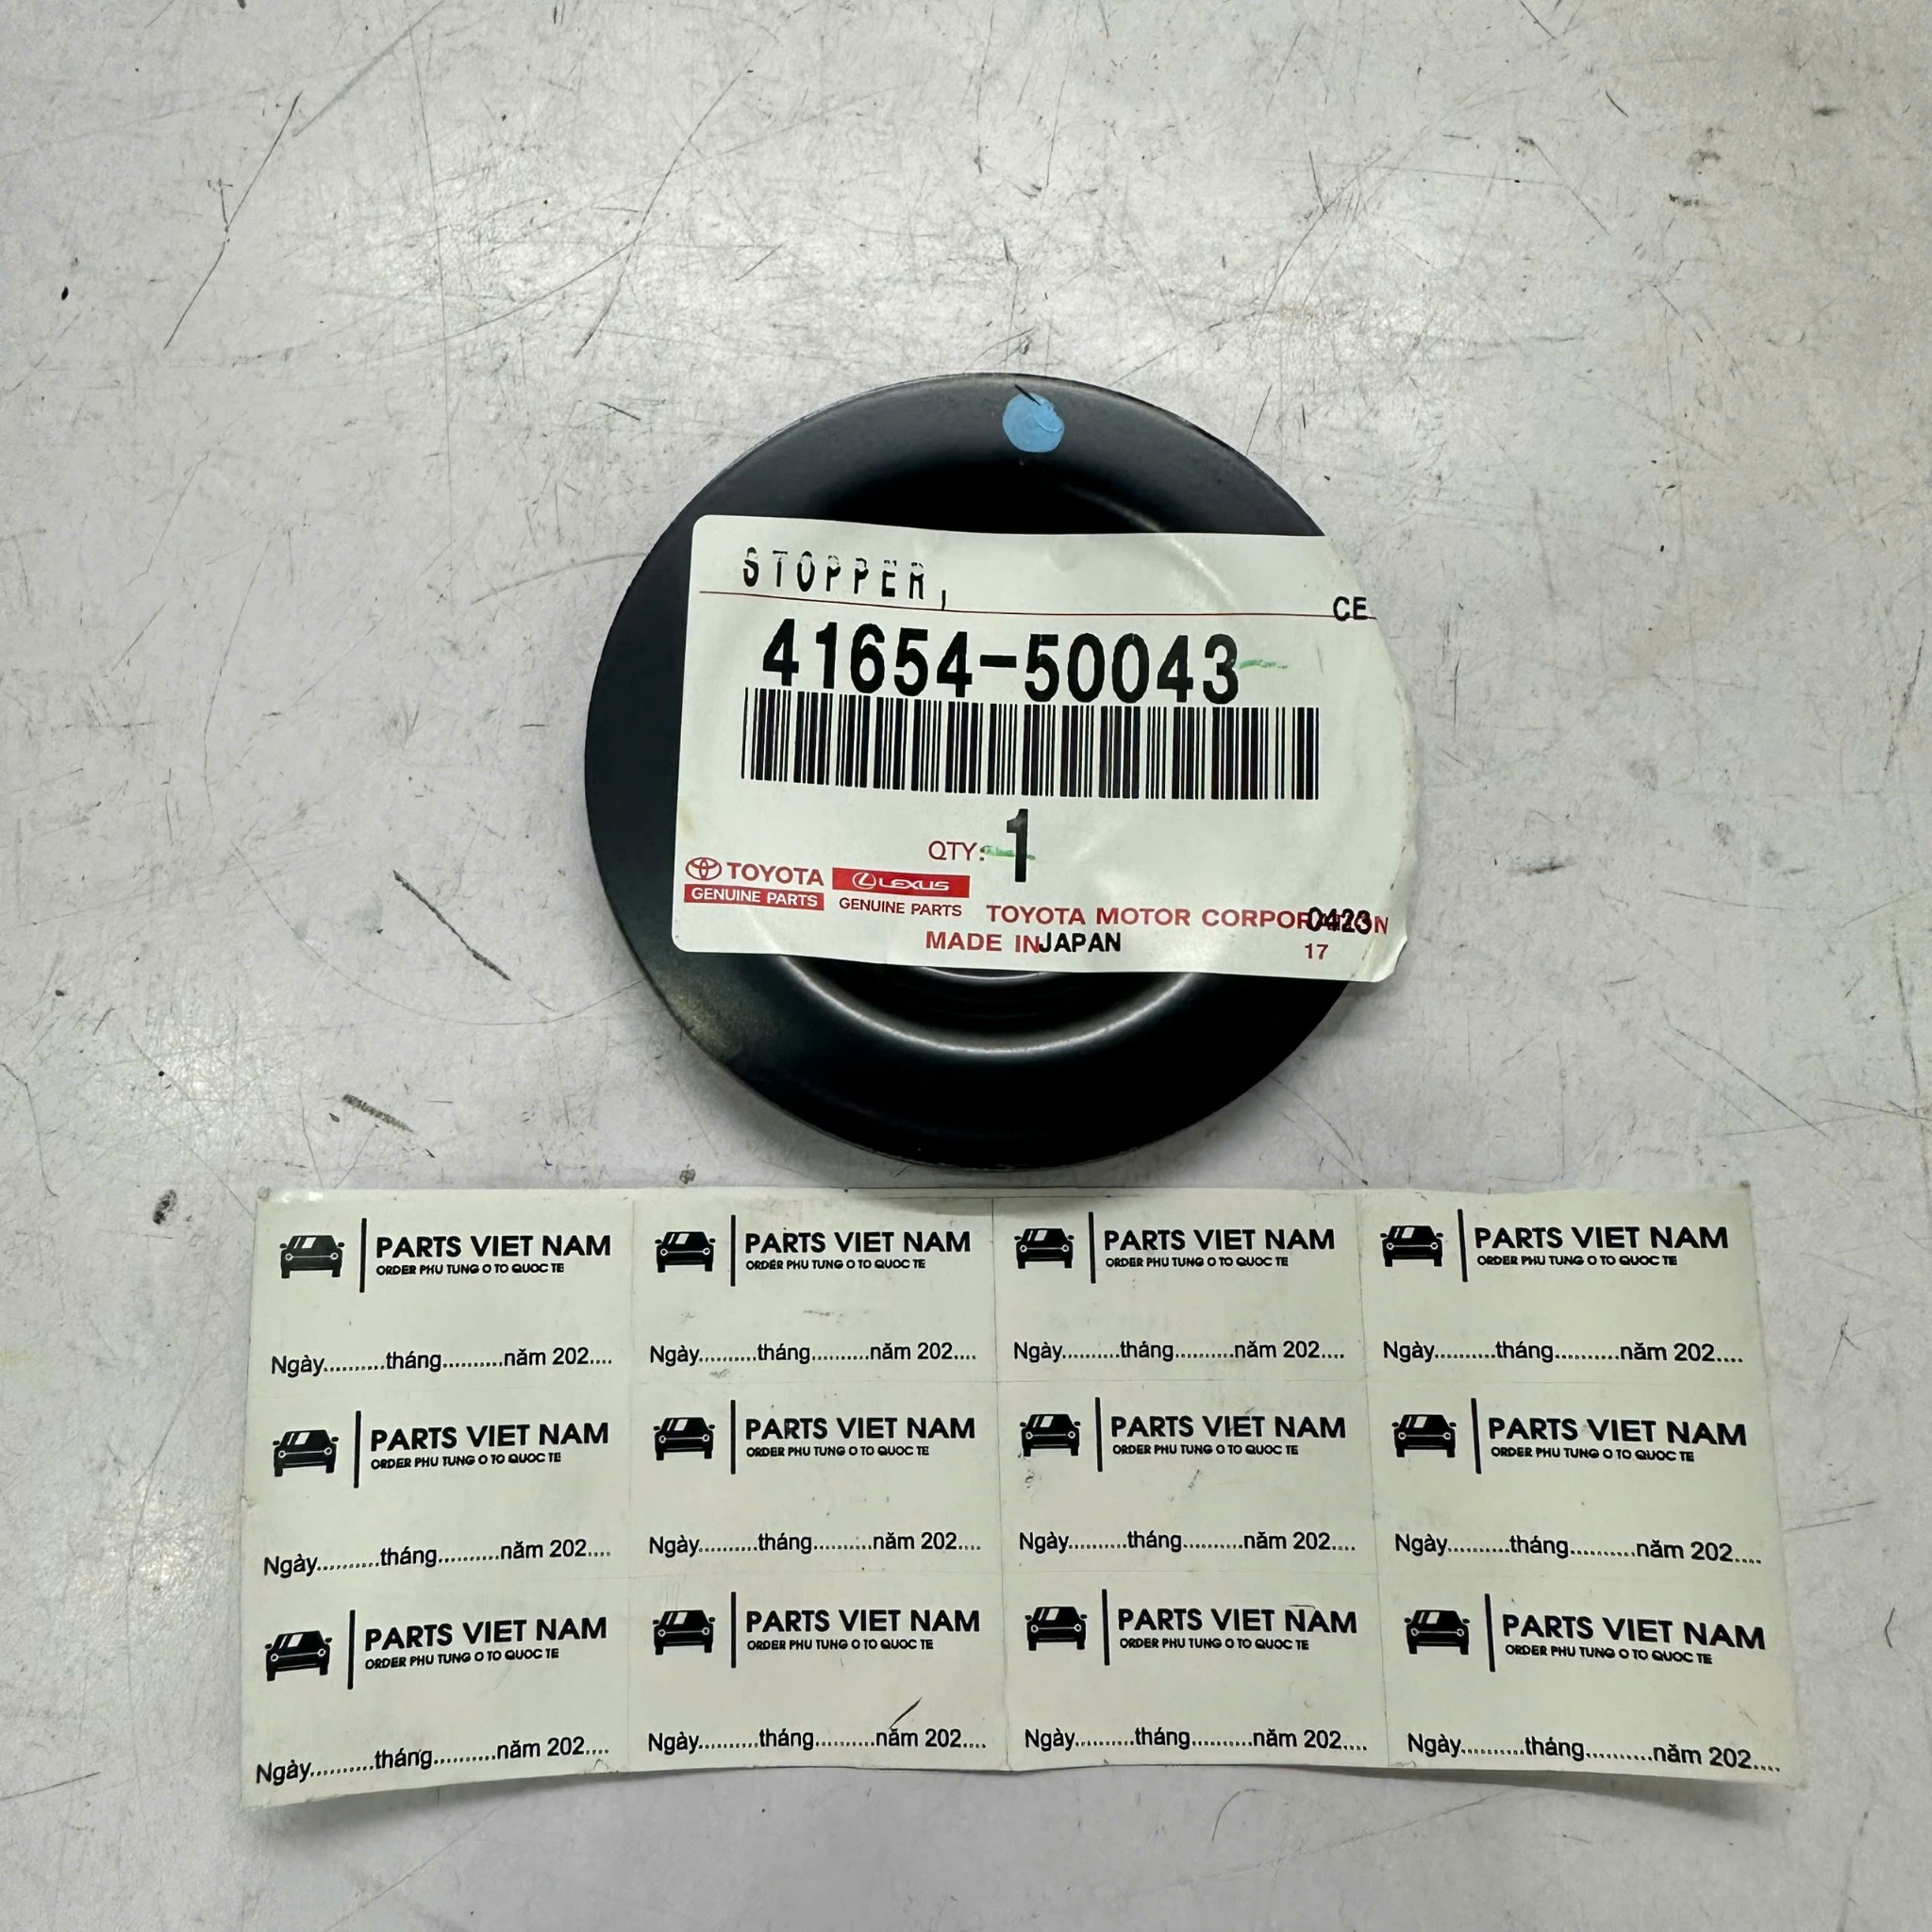 STOPPER,
CE
41654-50043
QTY: 1
TOYOTA LEXUS
GENUINE PARTS GENUINE PARTS
TOYOTA MOTOR CORPORATION 0423
MADE IN JAPAN 17
PARTS VIET NAM PARTS VIET NAM PARTS VIET NAM PARTS VIET NAM
ORDER PHU TUNG O TO QUOC TE ORDER PHU TUNG O TO QUOC TE ORDER PHU TUNG O TO QUOC TE ORDER PHU TUNG O TO QUOC TE
Ngày..........tháng..........năm 202.... Ngày..........tháng..........năm 202.... Ngày..........tháng..........năm 202.... Ngày..........tháng..........năm 202....
PARTS VIET NAM PARTS VIET NAM PARTS VIET NAM PARTS VIET NAM
ORDER PHU TUNG O TO QUOC TE ORDER PHU TUNG O TO QUOC TE ORDER PHU TUNG O TO QUOC TE ORDER PHU TUNG O TO QUOC TE
Ngày..........tháng..........năm 202.... Ngày..........tháng..........năm 202.... Ngày..........tháng..........năm 202.... Ngày..........tháng..........năm 202....
PARTS VIET NAM PARTS VIET NAM PARTS VIET NAM PARTS VIET NAM
ORDER PHU TUNG O TO QUOC TE ORDER PHU TUNG O TO QUOC TE ORDER PHU TUNG O TO QUOC TE ORDER PHU TUNG O TO QUOC TE
Ngày..........tháng..........năm 202.... Ngày..........tháng..........năm 202.... Ngày..........tháng..........năm 202.... Ngày..........tháng..........năm 202....